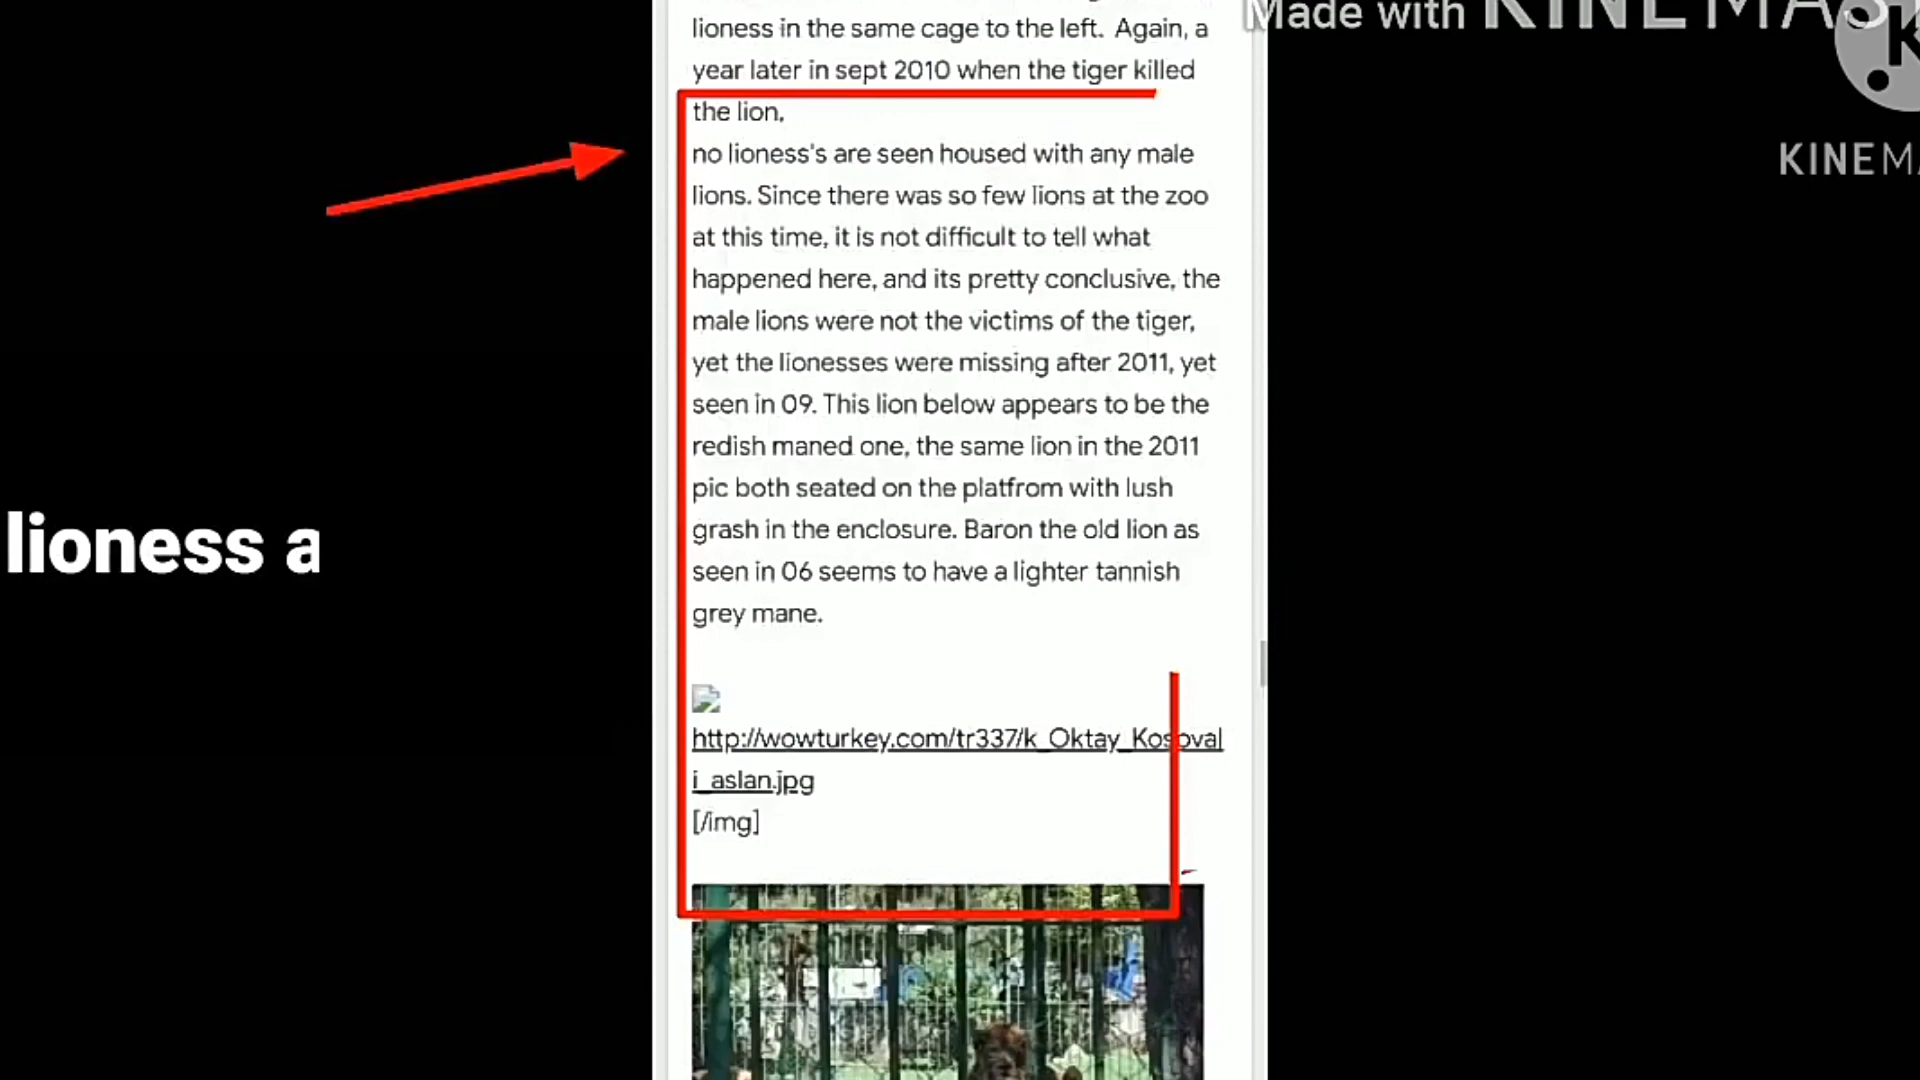 Made with
lioness in the same cage to the left. Again, a
year later in sept 2010 when the tiger killed
the lion,
no lioness's are seen housed with any male
lions. Since there was so few lions at the zoo
at this time, it is not difficult to tell what
happened here, and its pretty conclusive, the
male lions were not the victims of the tiger,
yet the lionesses were missing after 2011, yet
seen in 09. This lion below appears to be the
redish maned one, the same lion in the 2011
pic both seated on the platfrom with lush
grash in the enclosure. Baron the old lion as
seen in 06 seems to have a lighter tannish
grey mane.
http://wowturkey.com/tr337/k_Oktay_Kosoval
i_aslan.jpg
[/img]
lioness a